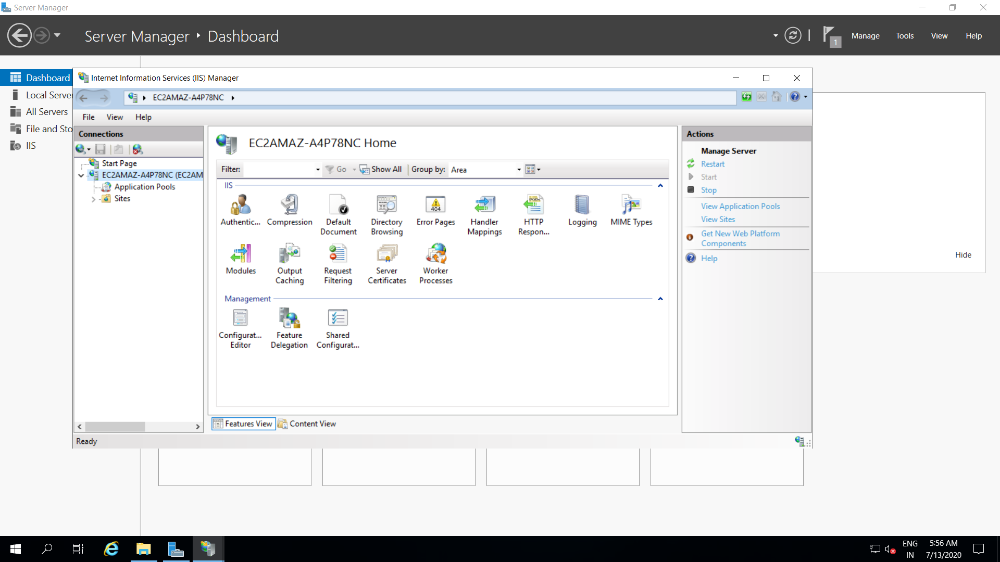 Server Manager
Server Manager ‣ Dashboard
1
Manage
Tools
View
Help
Dashboard
Local Server
All Servers
File and Sto
IIS
Internet Information Services (IIS) Manager
EC2AMAZ-A4P78NC
File
View
Help
Connections
Start Page
EC2AMAZ-A4P78NC (EC2AM
Application Pools
Sites
EC2AMAZ-A4P78NC Home
Filter:
Go
Show All
Group by:
Area
IIS
Authentic...
Compression
Default
Document
Directory
Browsing
404
Error Pages
Handler
Mappings
HTTP
Respon...
Logging
MIME Types
Modules
Output
Caching
Request
Filtering
Server
Certificates
Worker
Processes
Management
Configurat...
Editor
Feature
Delegation
Shared
Configurat...
Features View
Content View
Ready
Actions
Manage Server
Restart
Start
Stop
View Application Pools
View Sites
Get New Web Platform
Components
Help
Hide
ENG
IN
5:56 AM
7/13/2020